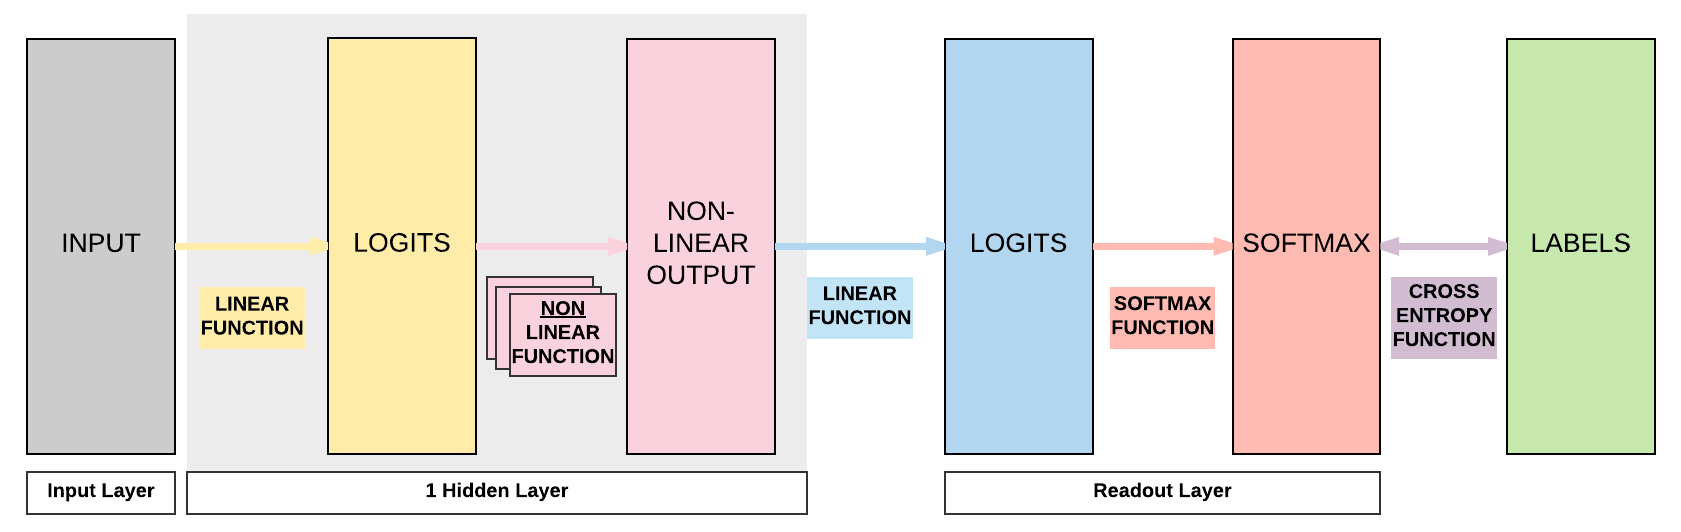 INPUT
LINEAR
FUNCTION
LOGITS
NON
LINEAR
FUNCTION
NON-
LINEAR
OUTPUT
LINEAR
FUNCTION
LOGITS
SOFTMAX
FUNCTION
SOFTMAX
CROSS
ENTROPY
FUNCTION
LABELS
Input Layer
1 Hidden Layer
Readout Layer